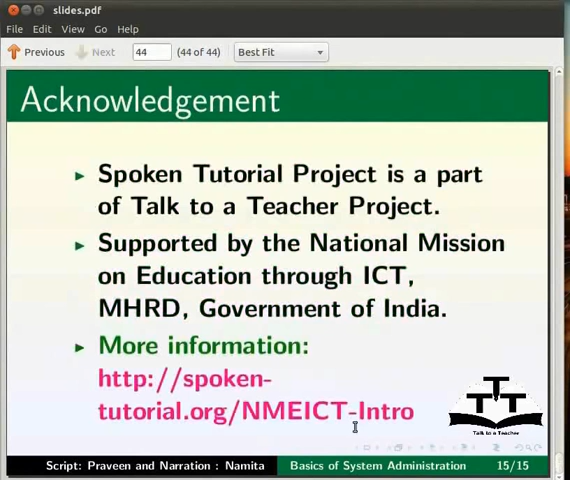 slides.pdf
File Edit View Go Help
Previous Next 44 (44 of 44) Best Fit
Acknowledgement
Spoken Tutorial Project is a part
of Talk to a Teacher Project.
Supported by the National Mission
on Education through ICT,
MHRD, Government of India.
More information:
http://spoken-
tutorial.org/NMEICT-Intro
TTT
Talk to a Teacher
Script: Praveen and Narration : Namita Basics of System Administration 15/15